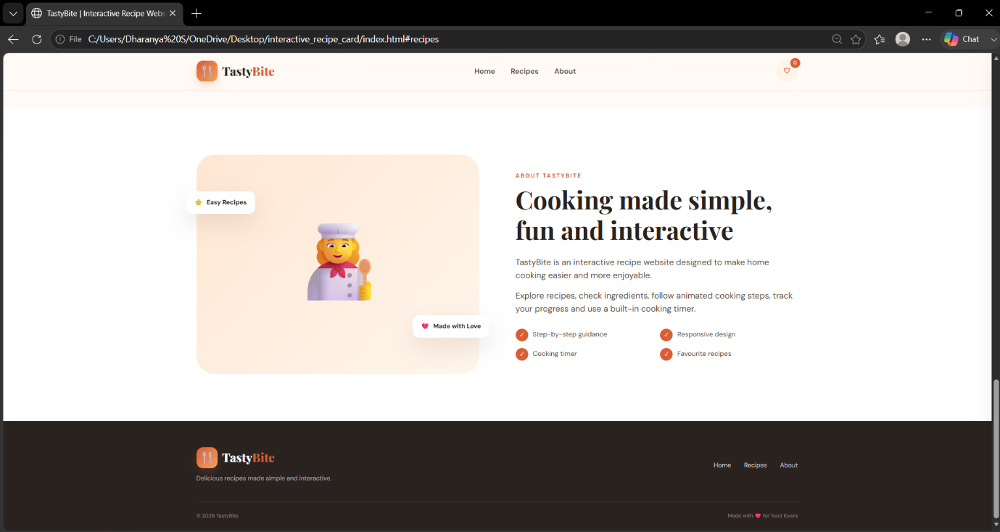 TastyBite | Interactive Recipe Webs
File C:/Users/Dharanya%20S/OneDrive/Desktop/interactive_recipe_card/index.html#recipes
Chat
TastyBite
Home Recipes About
0
Easy Recipes
Made with Love
ABOUT TASTYBITE
Cooking made simple,
fun and interactive
TastyBite is an interactive recipe website designed to make home
cooking easier and more enjoyable.
Explore recipes, check ingredients, follow animated cooking steps, track
your progress and use a built-in cooking timer.
✓ Step-by-step guidance ✓ Responsive design
✓ Cooking timer ✓ Favourite recipes
TastyBite
Delicious recipes made simple and interactive.
Home Recipes About
© 2026 TastyBite
Made with ❤️ for food lovers